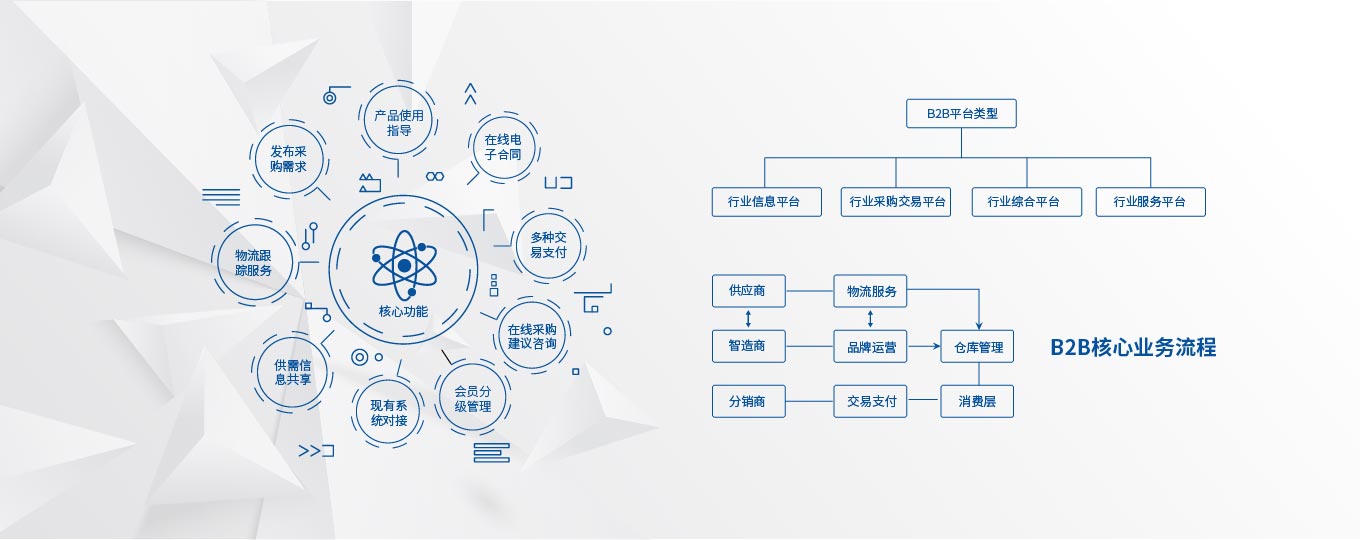 产品使用
指导
在线电
子合同
发布采
购需求
多种交
易支付
物流跟
踪服务
核心功能
在线采购
建议咨询
供需信
息共享
会员分
级管理
现有系
统对接
B2B平台类型
行业信息平台
行业采购交易平台
行业综合平台
行业服务平台
供应商
物流服务
智造商
品牌运营
仓库管理
B2B核心业务流程
分销商
交易支付
消费层